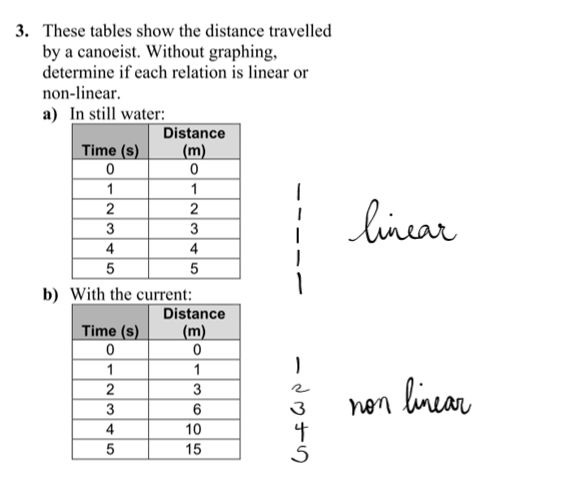 3. These tables show the distance travelled
by a canoeist. Without graphing,
determine if each relation is linear or
non-linear.
a) In still water:
Time (s) Distance (m)
0 0
1 1 1
2 2 1
3 3 1 linear
4 4 1
5 5 1
b) With the current:
Time (s) Distance (m)
0 0
1 1 1
2 3 2
3 6 3 non linear
4 10 4
5 15 5